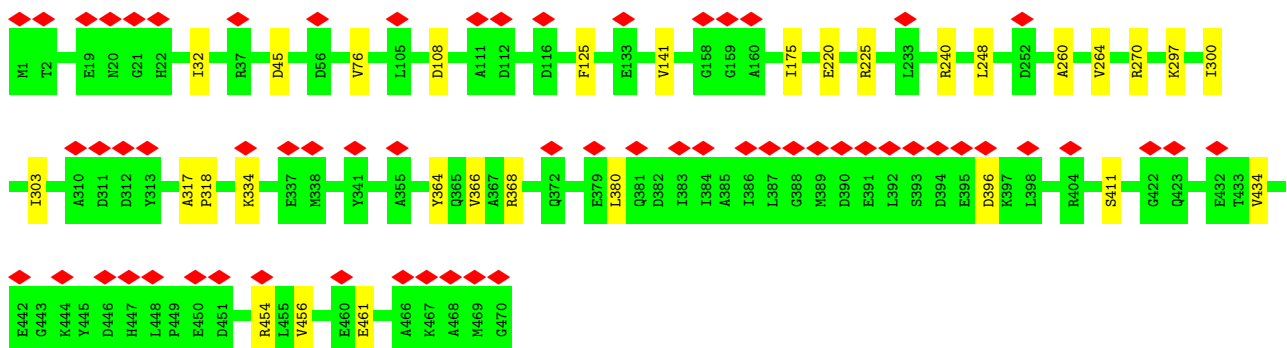 M1 T2 E19 N20 G21 H22 I32 R37 D45 D56 V76 L105 D108 A111 D112 D116 F125 E133 V141 G158 G159 A160 I175 E220 R225 L233 R240 L248 D252 A260 V264 R270 K297 I300
I303 A310 D311 D312 Y313 A317 P318 K334 E337 M338 Y341 A355 Y364 Q365 V366 A367 R368 Q372 E379 L380 Q381 D382 I383 I384 A385 I386 L387 G388 M389 D390 E391 L392 S393 D394 E395 D396 K397 L398 R404 S411 G422 Q423 E432 T433 V434
E442 G443 K444 Y445 D446 H447 L448 P449 E450 D451 R454 L455 V456 E460 E461 A466 K467 A468 M469 G470